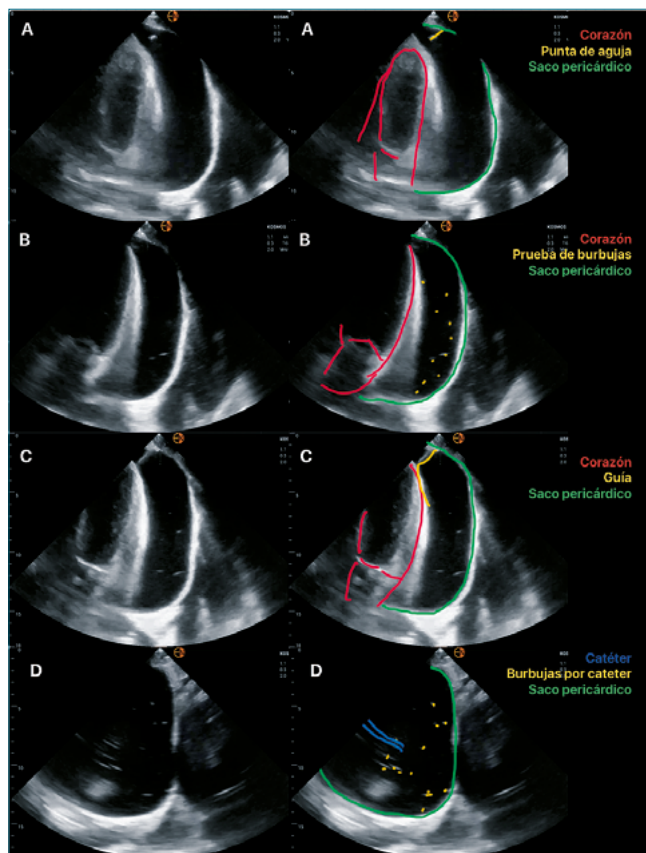 A
A
Corazón
Punta de aguja
Saco pericárdico
KOSMOS
B
B
Corazón
Prueba de burbujas
Saco pericárdico
C
C
Corazón
Guía
Saco pericárdico
D
D
Catéter
Burbujas por cateter
Saco pericárdico